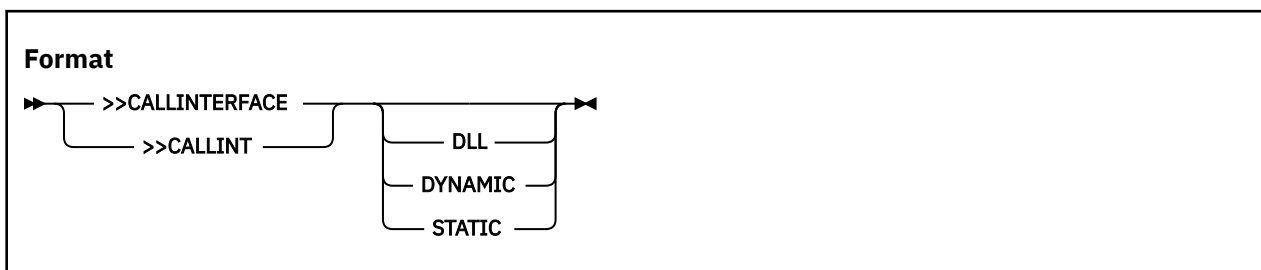 Format
>>CALLINTERFACE
>>CALLINT
DLL
DYNAMIC
STATIC